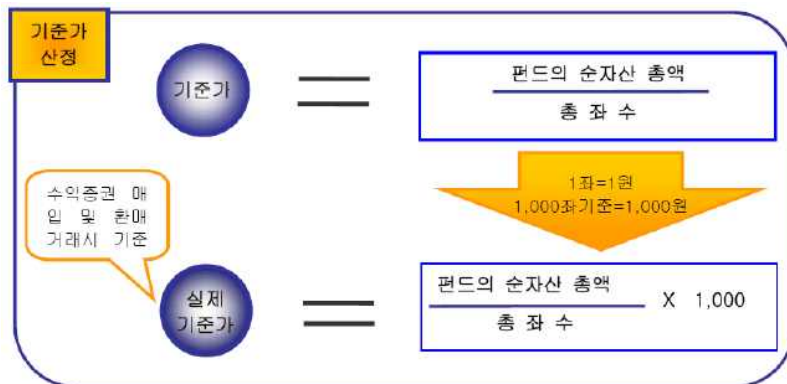 기준가
산정
기준가
펀드의 순자산 총액
총 좌 수
1좌=1원
1,000좌기준=1,000원
수익증권 매
입 및 환매
거래시 기준
실제
기준가
펀드의 순자산 총액
총 좌 수
X 1,000